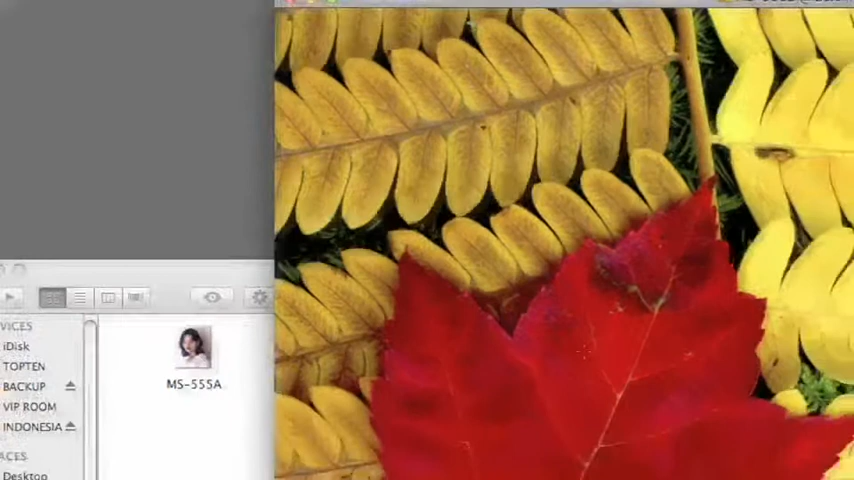 VICES
iDisk
TOPTEN
BACKUP
VIP ROOM
INDONESIA
ACES
Desktop
MS-555A